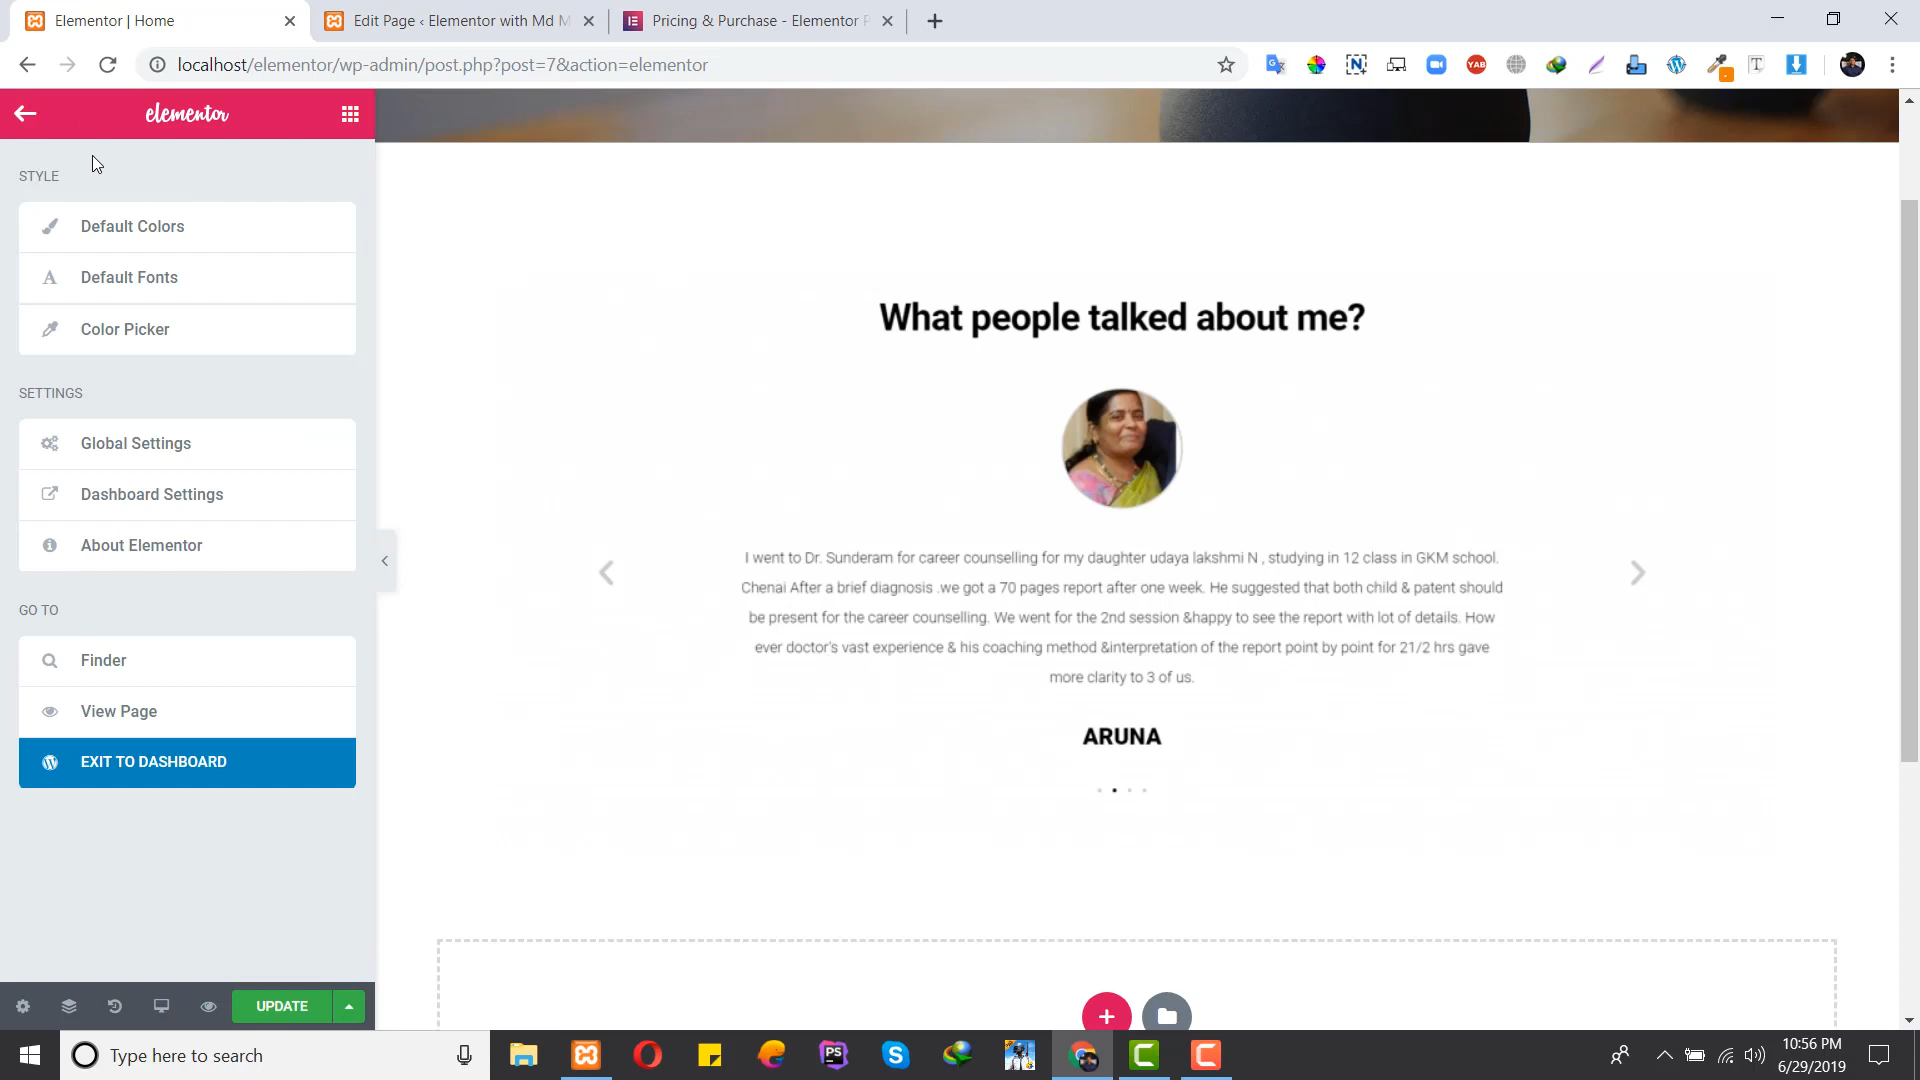 Elementor | Home
Edit Page ‹ Elementor with Md M
Pricing & Purchase - Elementor P
localhost/elementor/wp-admin/post.php?post=7&action=elementor
YAB
elementor
STYLE
Default Colors
Default Fonts
Color Picker
SETTINGS
Global Settings
Dashboard Settings
About Elementor
GO TO
Finder
View Page
EXIT TO DASHBOARD
UPDATE
What people talked about me?
I went to Dr. Sunderam for career counselling for my daughter udaya lakshmi N , studying in 12 class in GKM school.
Chenai After a brief diagnosis .we got a 70 pages report after one week. He suggested that both child & patent should
be present for the career counselling. We went for the 2nd session &happy to see the report with lot of details. How
ever doctor's vast experience & his coaching method &interpretation of the report point by point for 21/2 hrs gave
more clarity to 3 of us.
ARUNA
Type here to search
PS
10:56 PM
6/29/2019